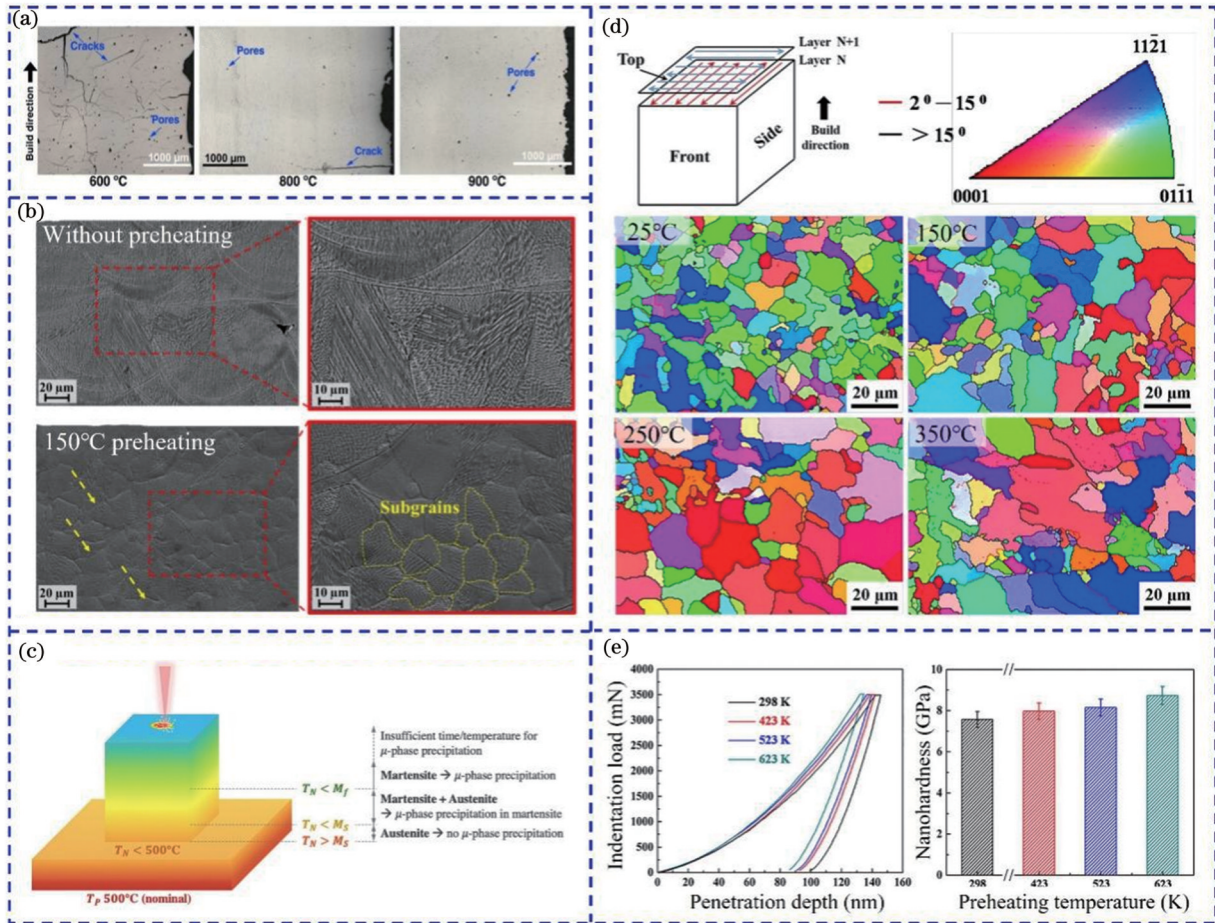 (a)
Build direction
Cracks
Pores
1000 μm
600 °C
Pores
Crack
1000 μm
800 °C
Pores
1000 μm
900 °C
(b)
Without preheating
20 μm
10 μm
150℃ preheating
20 μm
Subgrains
10 μm
(c)
Insufficient time/temperature for
μ-phase precipitation
Martensite → μ-phase precipitation
T_N < M_f
Martensite + Austenite
→ μ-phase precipitation in martensite
T_N < M_S
Austenite → no μ-phase precipitation
T_N > M_S
T_N < 500°C
T_P 500°C (nominal)
(d)
Layer N+1
Layer N
Top
Front
Side
Build
direction
2⁰—15⁰
> 15⁰
112̄1
0001
011̄1
25℃
20 μm
150℃
20 μm
250℃
20 μm
350℃
20 μm
(e)
Indentation load (mN)
4000
3500
3000
2500
2000
1500
1000
500
0
298 K
423 K
523 K
623 K
0 20 40 60 80 100 120 140 160
Penetration depth (nm)
Nanohardness (GPa)
10
8
6
4
2
0
298 423 523 623
Preheating temperature (K)